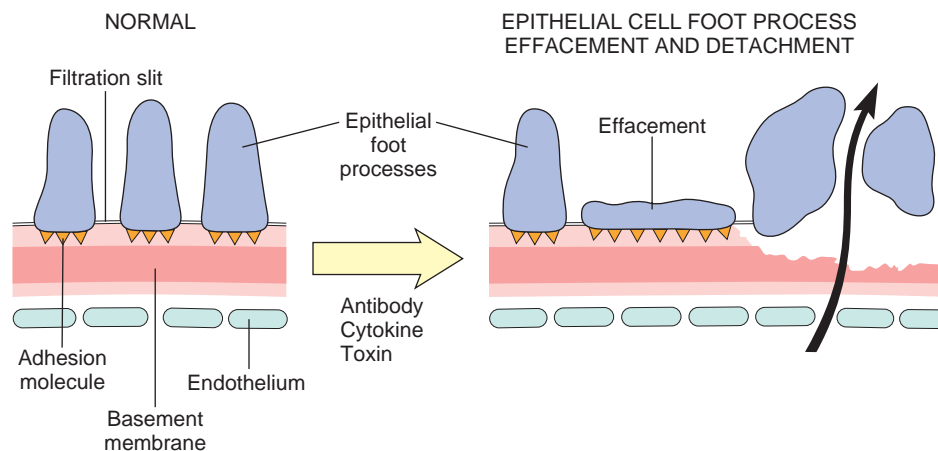 NORMAL
EPITHELIAL CELL FOOT PROCESS
EFFACEMENT AND DETACHMENT
Filtration slit
Epithelial
foot
processes
Effacement
Antibody
Cytokine
Toxin
Adhesion
molecule
Endothelium
Basement
membrane